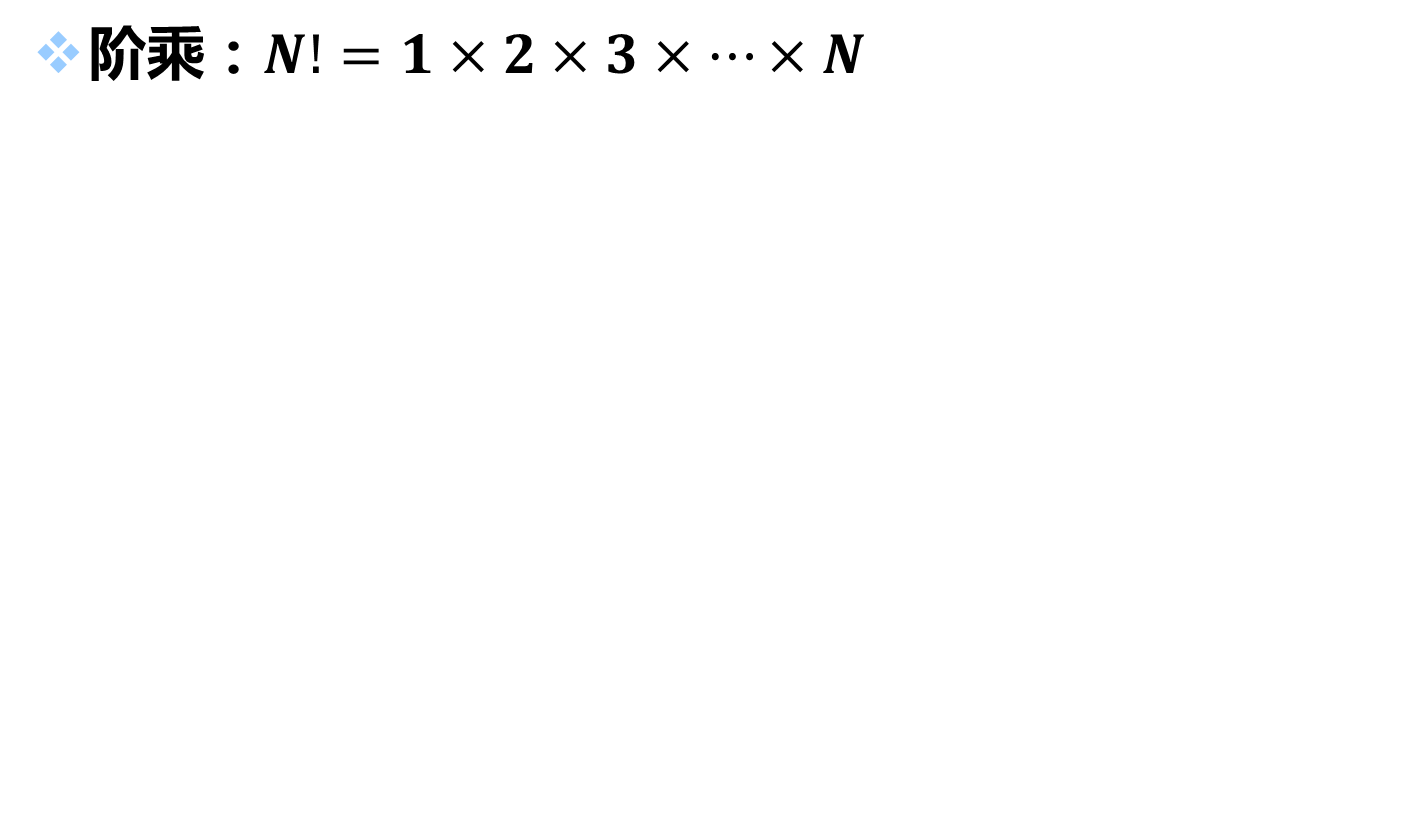 阶乘：N! = 1 × 2 × 3 × ⋯ × N